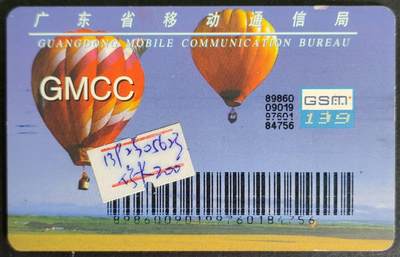 广东省移动通信局
GUANGDONG MOBILE COMMUNICATION BUREAU
GMCC
89860
09019
97601
84756
GSM
139
89860090199760184756